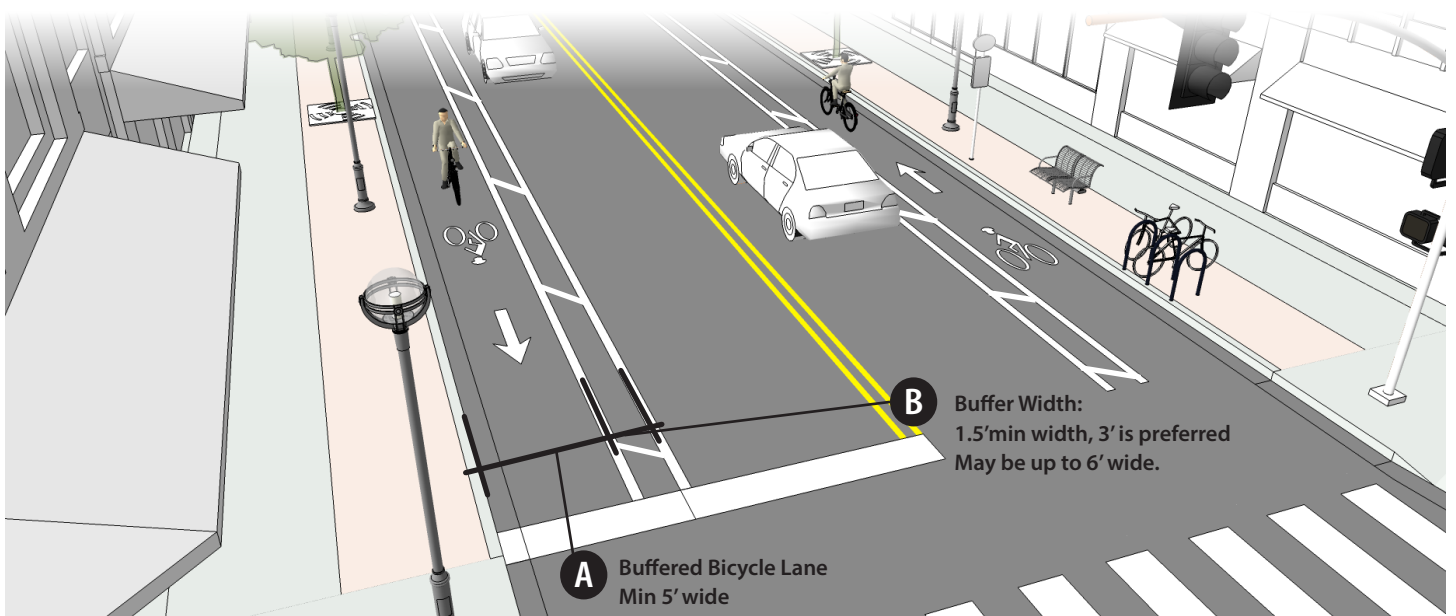 B
Buffer Width:
1.5'min width, 3' is preferred
May be up to 6' wide.
A
Buffered Bicycle Lane
Min 5' wide